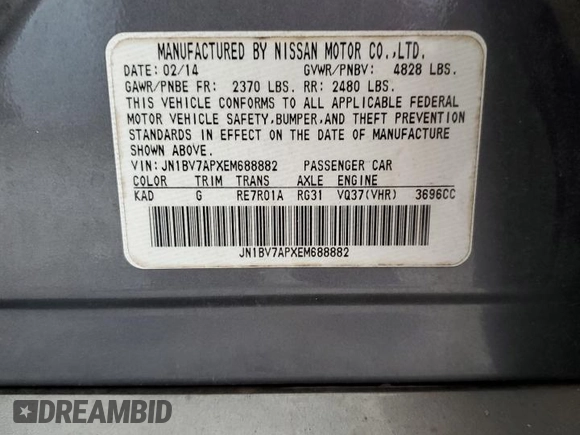 MANUFACTURED BY NISSAN MOTOR CO.,LTD.
DATE: 02/14 GVWR/PNBV: 4828 LBS.
GAWR/PNBE FR: 2370 LBS. RR: 2480 LBS.
THIS VEHICLE CONFORMS TO ALL APPLICABLE FEDERAL
MOTOR VEHICLE SAFETY,BUMPER,AND THEFT PREVENTION
STANDARDS IN EFFECT ON THE DATE OF MANUFACTURE
SHOWN ABOVE.
VIN: JN1BV7APXEM688882 PASSENGER CAR
COLOR TRIM TRANS AXLE ENGINE
KAD G RE7R01A RG31 VQ37(VHR) 3696CC
JN1BV7APXEM688882
DREAMBID